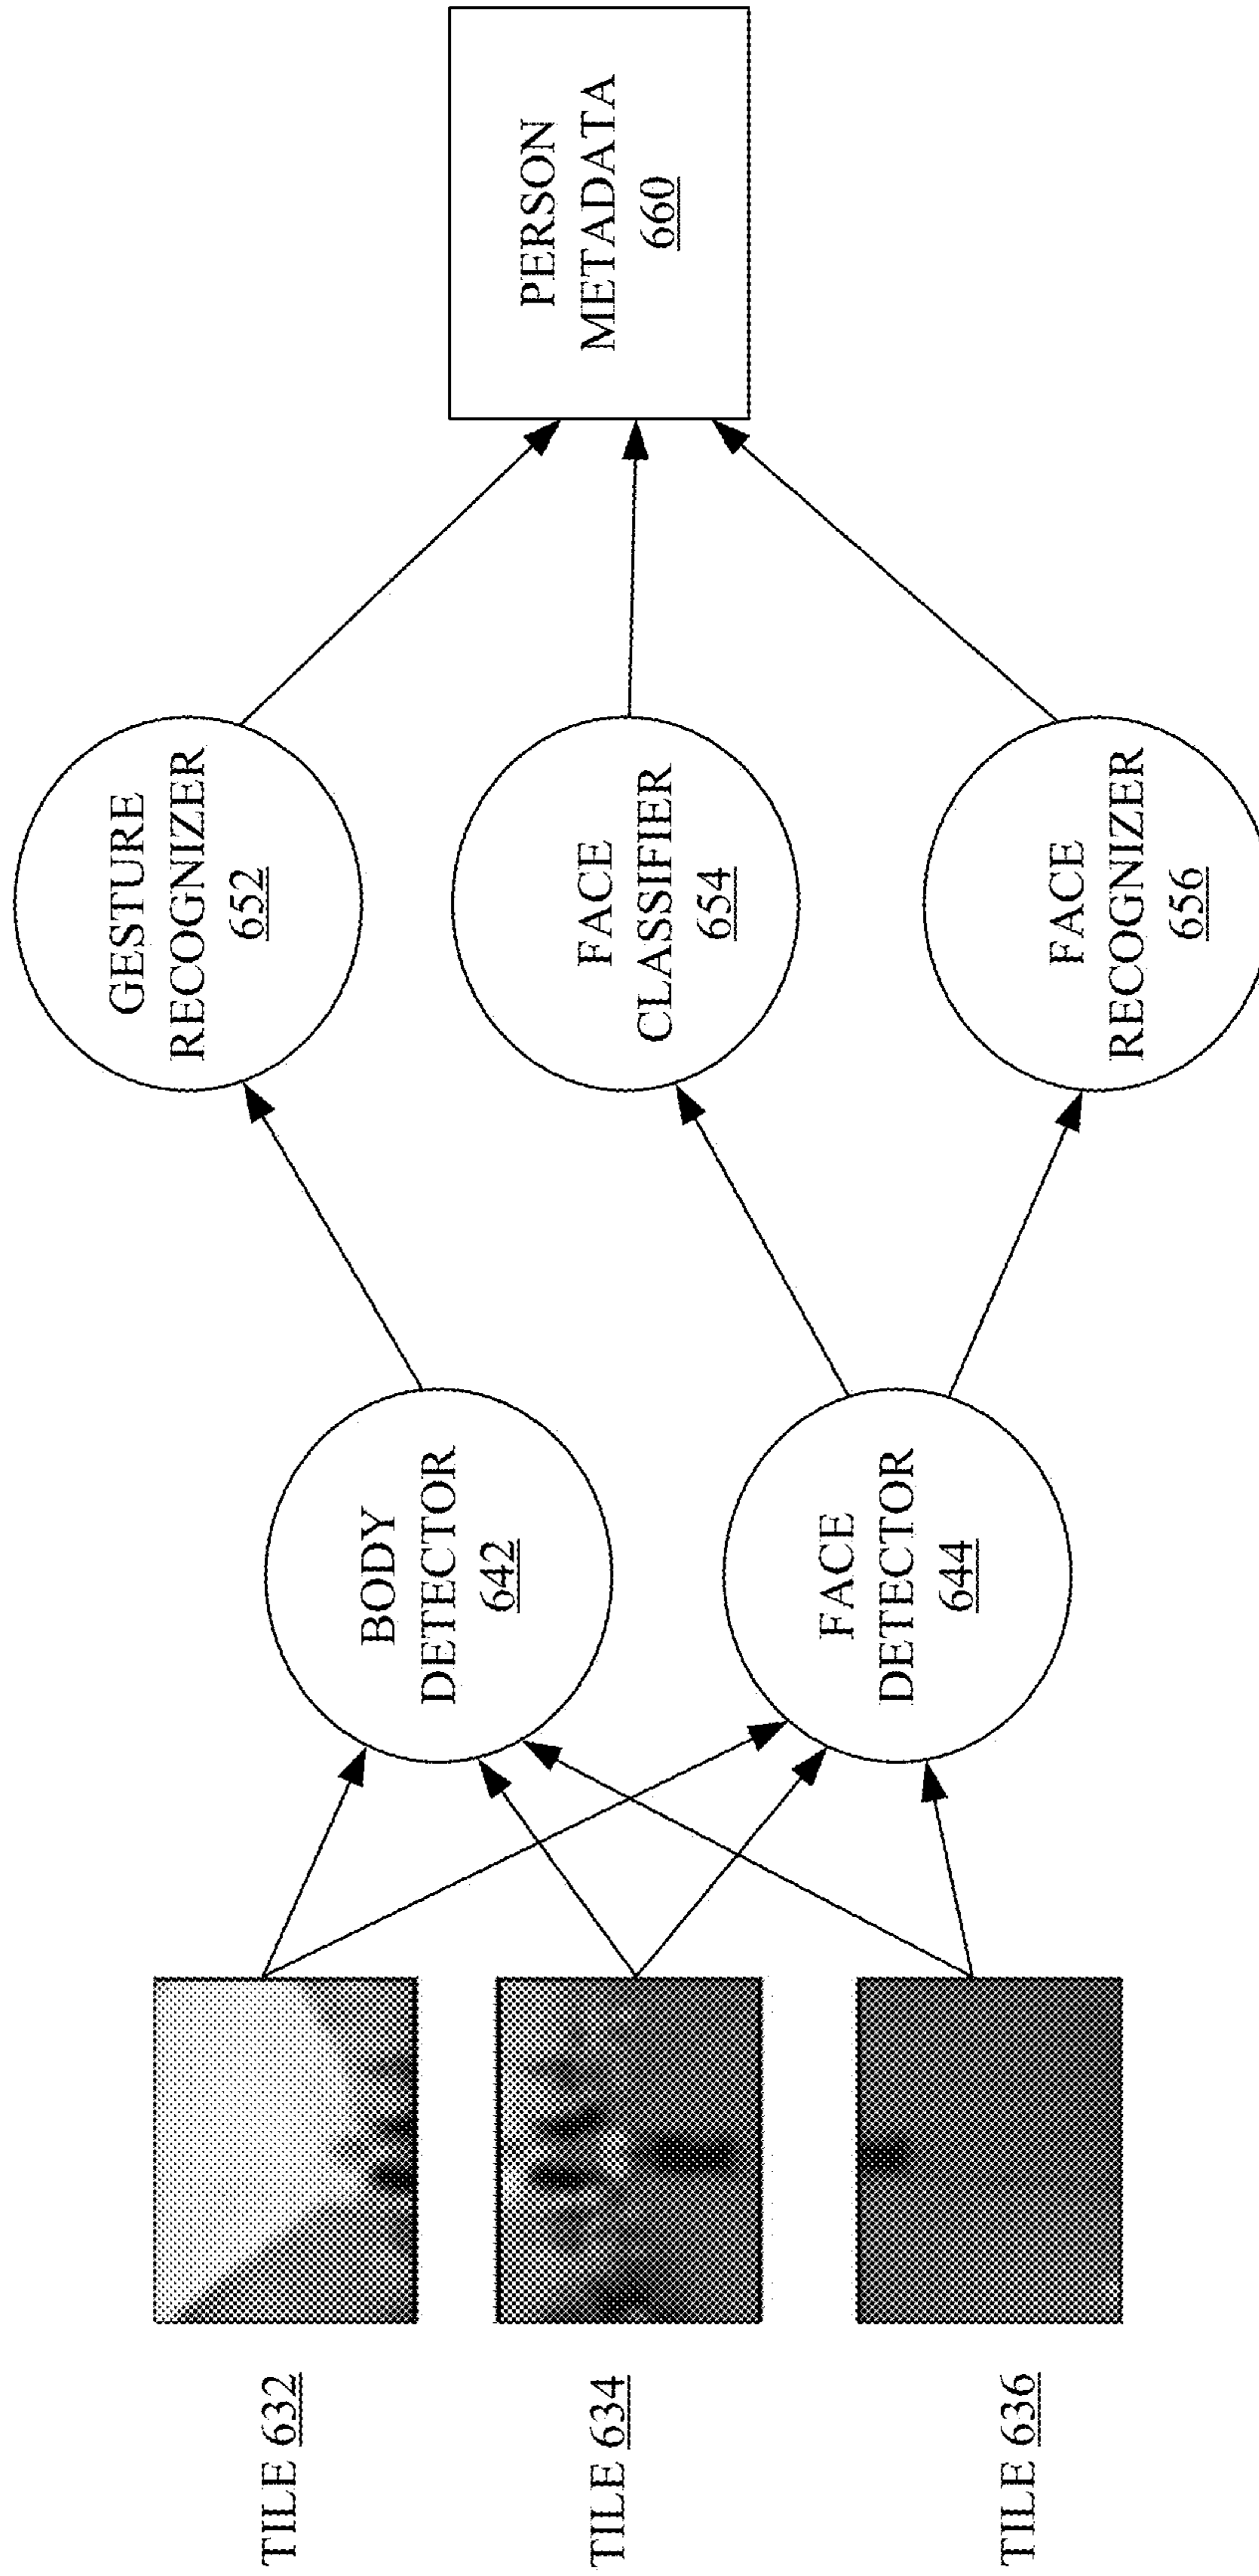 TILE 632
TILE 634
TILE 636
BODY
DETECTOR
642
FACE
DETECTOR
644
GESTURE
RECOGNIZER
652
FACE
CLASSIFIER
654
FACE
RECOGNIZER
656
PERSON
METADATA
660